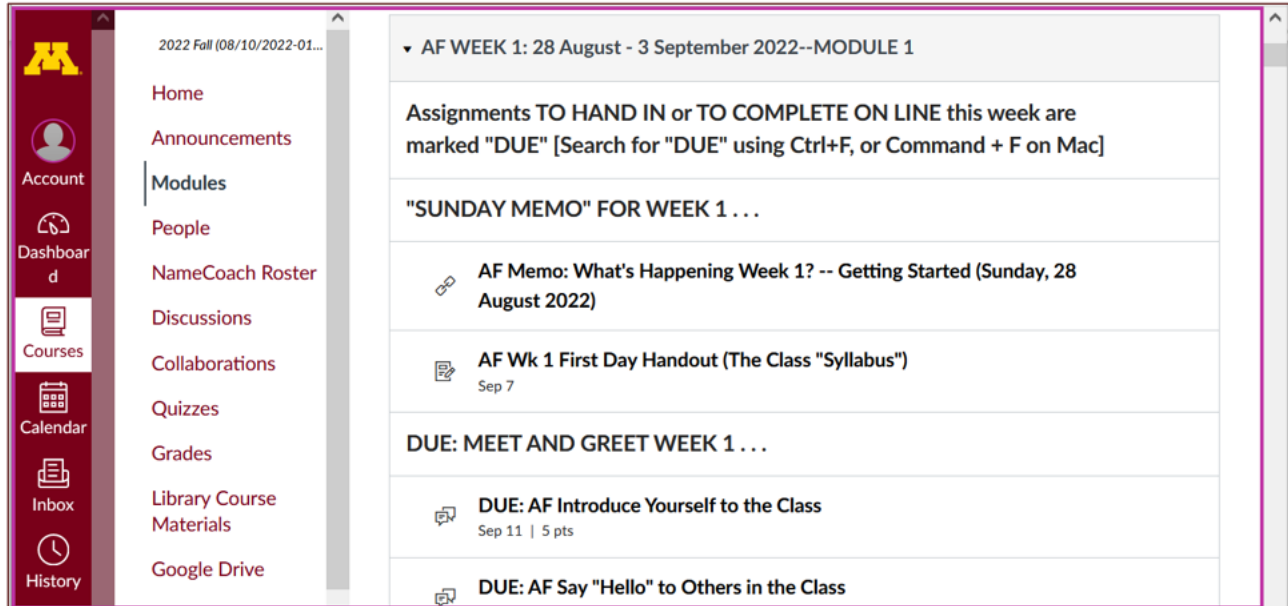 M
Account
Dashboar
d
Courses
Calendar
Inbox
History
2022 Fall (08/10/2022-01...
Home
Announcements
Modules
People
NameCoach Roster
Discussions
Collaborations
Quizzes
Grades
Library Course
Materials
Google Drive
AF WEEK 1: 28 August - 3 September 2022--MODULE 1
Assignments TO HAND IN or TO COMPLETE ON LINE this week are
marked "DUE" [Search for "DUE" using Ctrl+F, or Command + F on Mac]
"SUNDAY MEMO" FOR WEEK 1 . . .
AF Memo: What's Happening Week 1? -- Getting Started (Sunday, 28
August 2022)
AF Wk 1 First Day Handout (The Class "Syllabus")
Sep 7
DUE: MEET AND GREET WEEK 1 . . .
DUE: AF Introduce Yourself to the Class
Sep 11 | 5 pts
DUE: AF Say "Hello" to Others in the Class